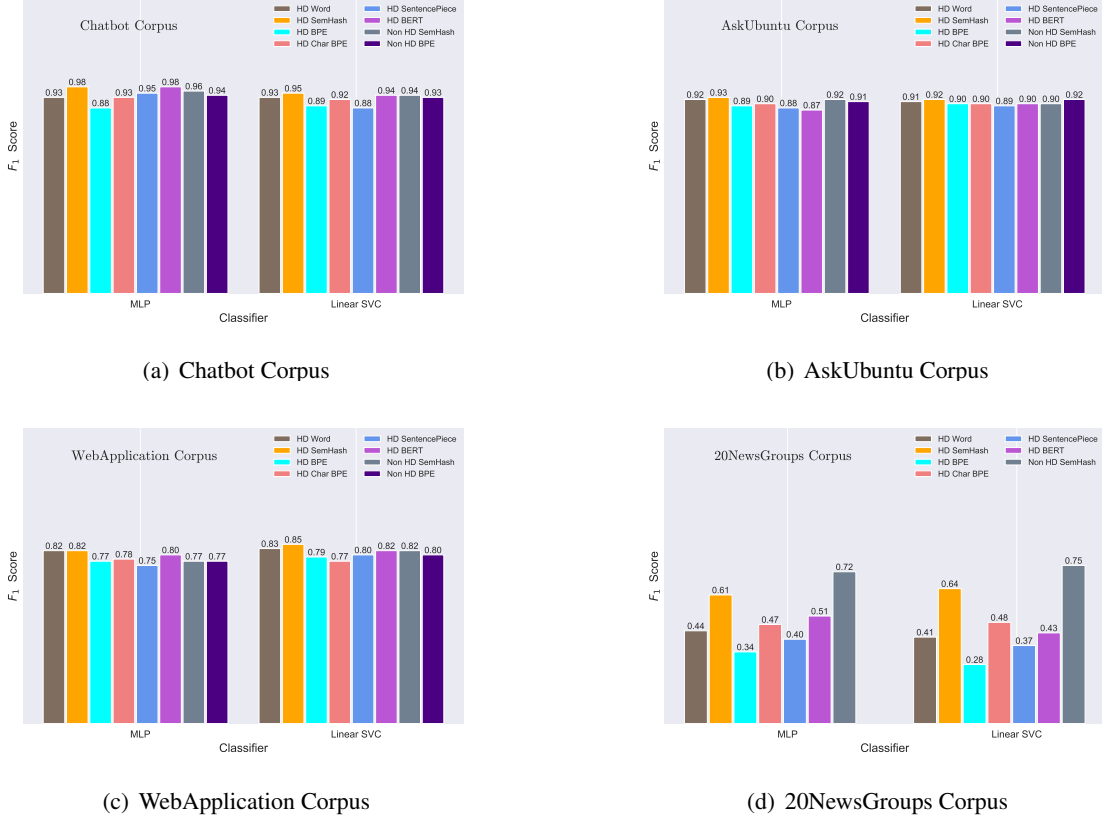 Chatbot Corpus
HD Word
HD SemHash
HD BPE
HD Char BPE
HD SentencePiece
HD BERT
Non HD SemHash
Non HD BPE
F1 Score
0.93 0.98 0.88 0.93 0.95 0.98 0.96 0.94
0.93 0.95 0.89 0.92 0.88 0.94 0.94 0.93
MLP
Linear SVC
Classifier
(a) Chatbot Corpus
AskUbuntu Corpus
HD Word
HD SemHash
HD BPE
HD Char BPE
HD SentencePiece
HD BERT
Non HD SemHash
Non HD BPE
F1 Score
0.92 0.93 0.89 0.90 0.88 0.87 0.92 0.91
0.91 0.92 0.90 0.90 0.89 0.90 0.90 0.92
MLP
Linear SVC
Classifier
(b) AskUbuntu Corpus
WebApplication Corpus
HD Word
HD SemHash
HD BPE
HD Char BPE
HD SentencePiece
HD BERT
Non HD SemHash
Non HD BPE
F1 Score
0.82 0.82 0.77 0.78 0.75 0.80 0.77 0.77
0.83 0.85 0.79 0.77 0.80 0.82 0.82 0.80
MLP
Linear SVC
Classifier
(c) WebApplication Corpus
20NewsGroups Corpus
HD Word
HD SemHash
HD BPE
HD Char BPE
HD SentencePiece
HD BERT
Non HD SemHash
F1 Score
0.44 0.61 0.34 0.47 0.40 0.51 0.72
0.41 0.64 0.28 0.48 0.37 0.43 0.75
MLP
Linear SVC
Classifier
(d) 20NewsGroups Corpus